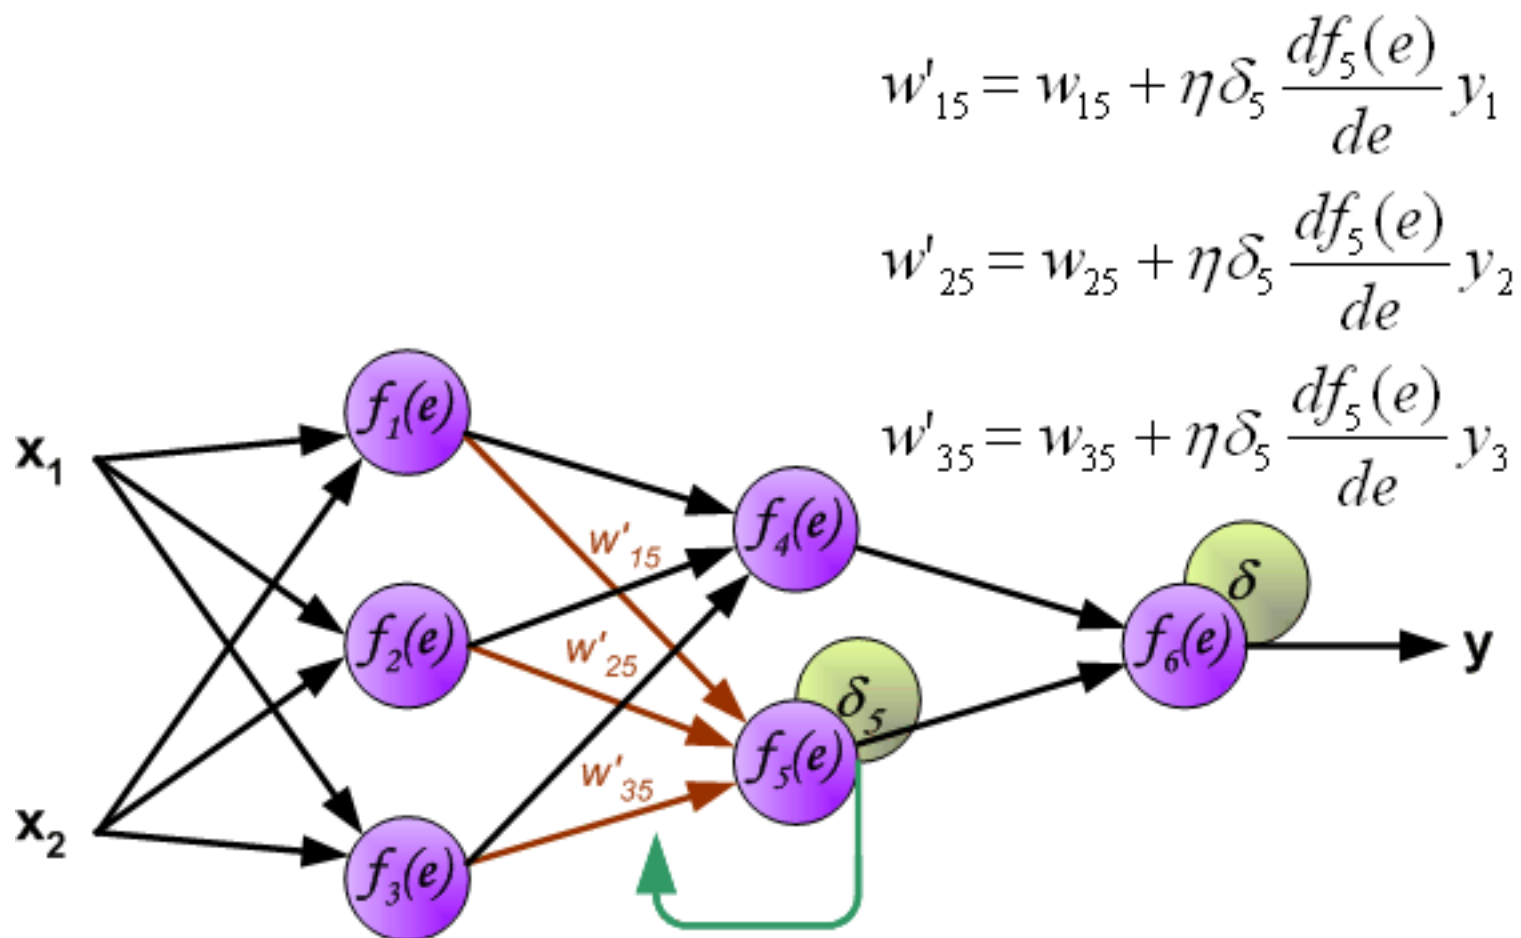 w'₁₅ = w₁₅ + ηδ₅ df₅(e)/de y₁
w'₂₅ = w₂₅ + ηδ₅ df₅(e)/de y₂
w'₃₅ = w₃₅ + ηδ₅ df₅(e)/de y₃
f₁(e)
x₁
w'₁₅
f₄(e)
δ
w'₂₅
f₂(e)
f₆(e)
y
δ₅
w'₃₅
f₅(e)
x₂
f₃(e)